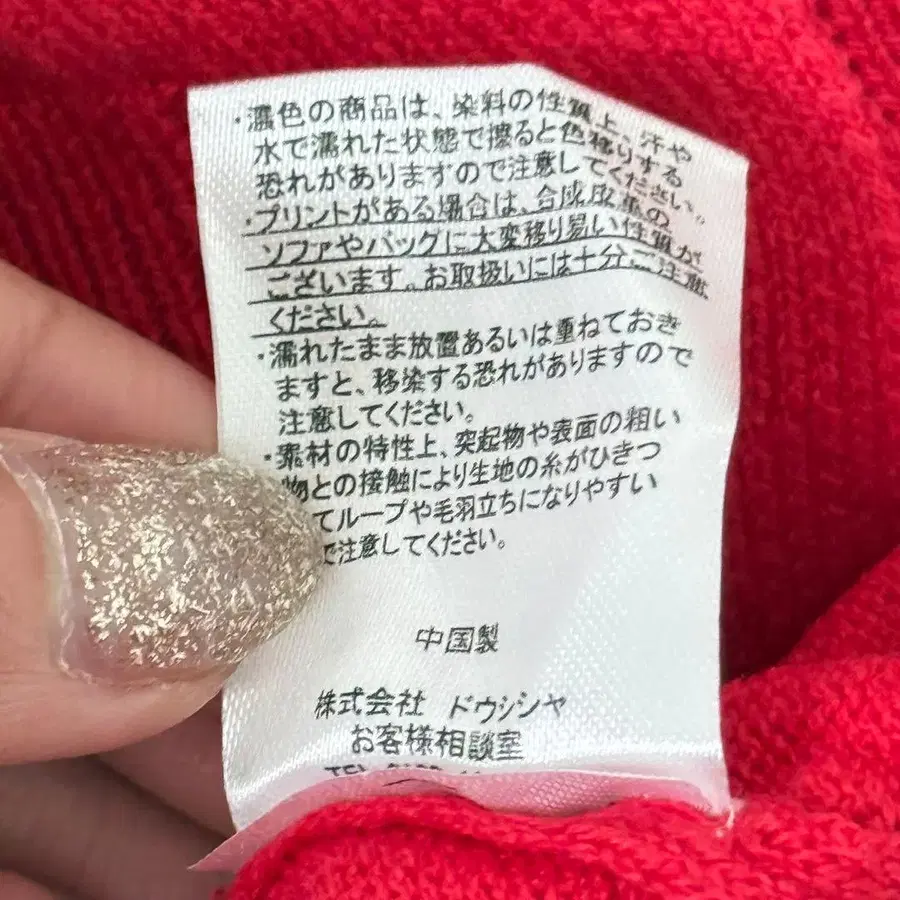 ・濃色の商品は、染料の性質上、汗や
水で濡れた状態で擦ると色移りする
恐れがありますので注意してください。
・プリントがある場合は、合成皮革の
ソファやバッグに大変移り易い性質が
ございます。お取扱いには十分ご注意
ください。
・濡れたまま放置あるいは重ねておき
ますと、移染する恐れがありますので
注意してください。
・素材の特性上、突起物や表面の粗い
物との接触により生地の糸がひきつ
てループや毛羽立ちになりやすい
で注意してください。
中国製
株式会社 ドウシシャ
お客様相談室
TEL